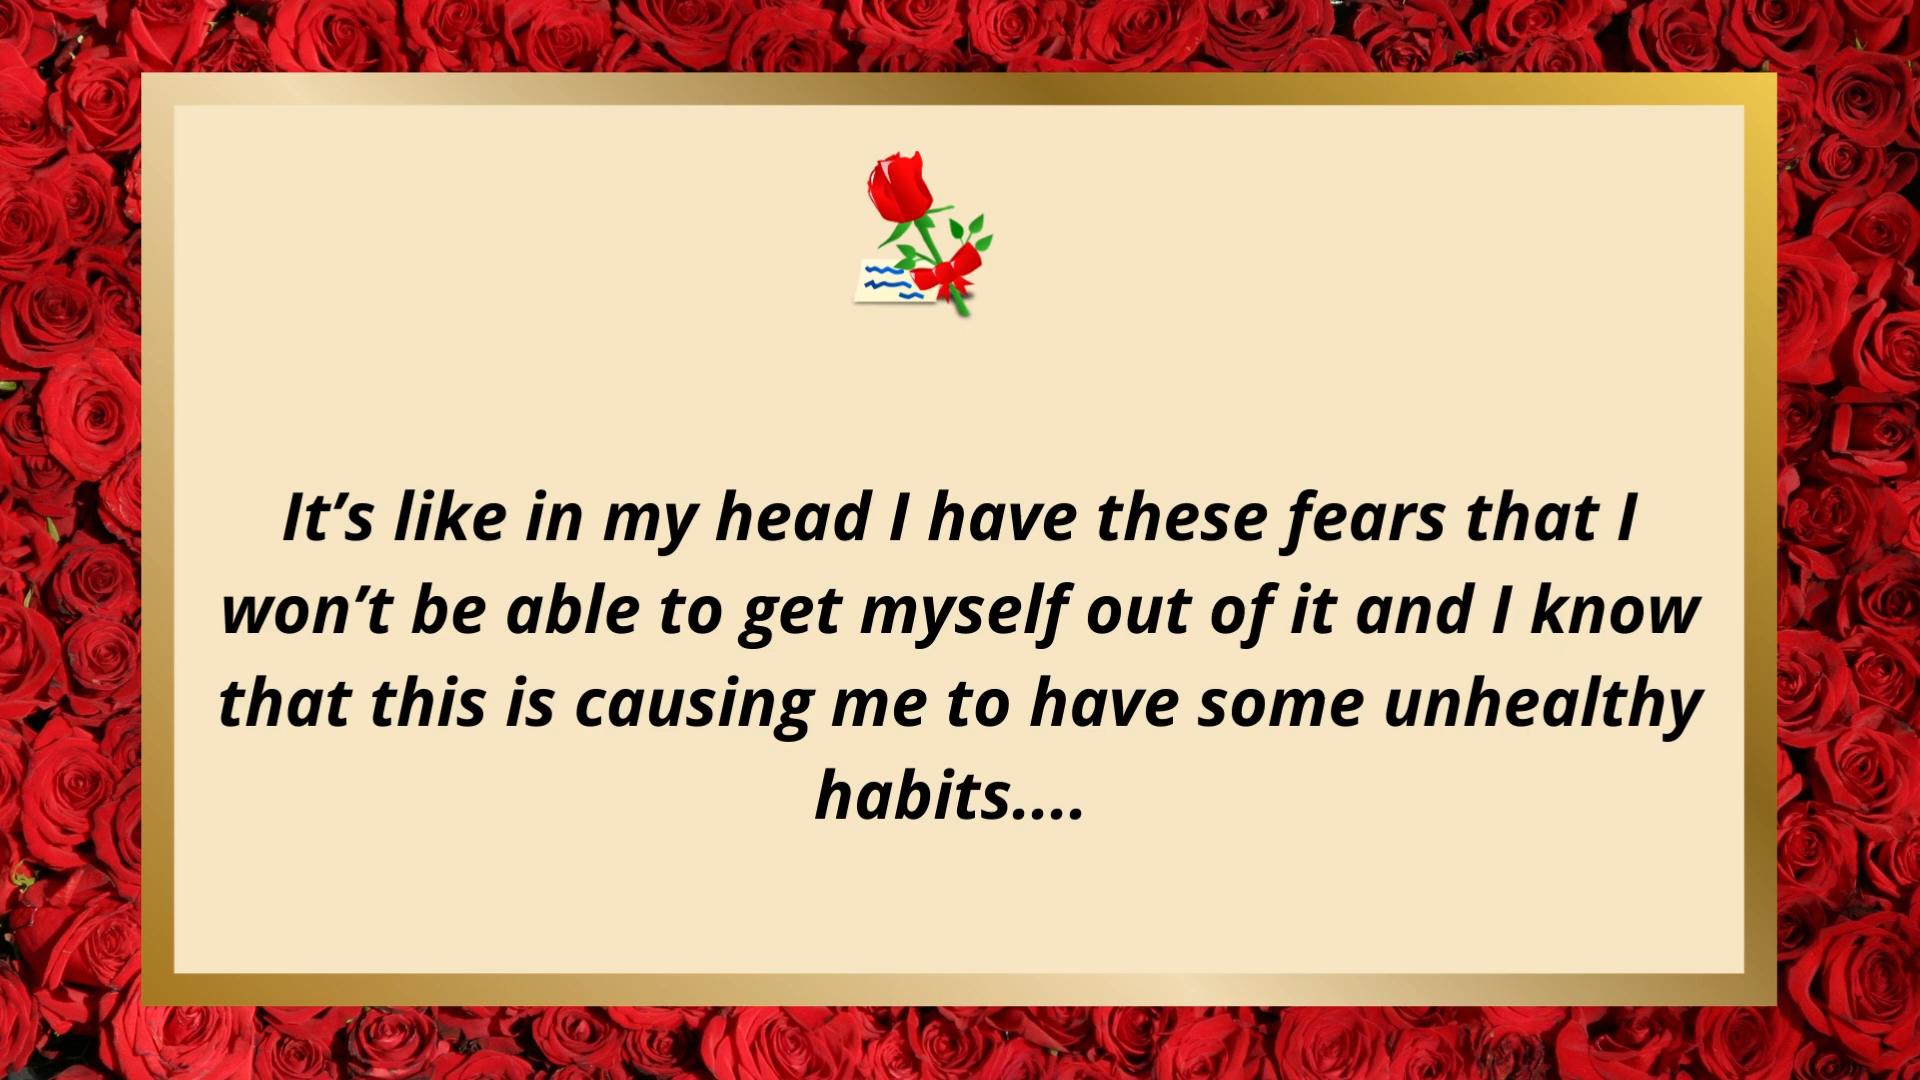 It’s like in my head I have these fears that I
won’t be able to get myself out of it and I know
that this is causing me to have some unhealthy
habits....